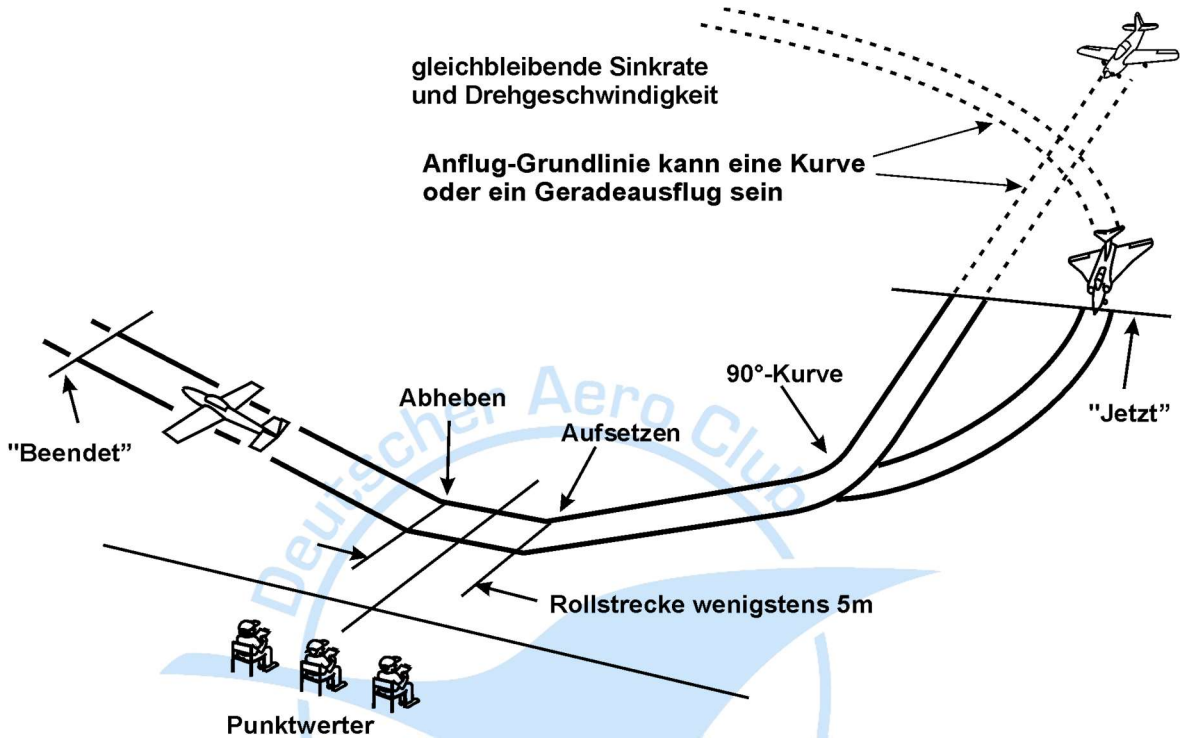 gleichbleibende Sinkrate
und Drehgeschwindigkeit
Anflug-Grundlinie kann eine Kurve
oder ein Geradeausflug sein
90°-Kurve
"Jetzt”
Abheben
Aufsetzen
"Beendet”
Rollstrecke wenigstens 5m
Punktwerter
Deutscher Aero Club